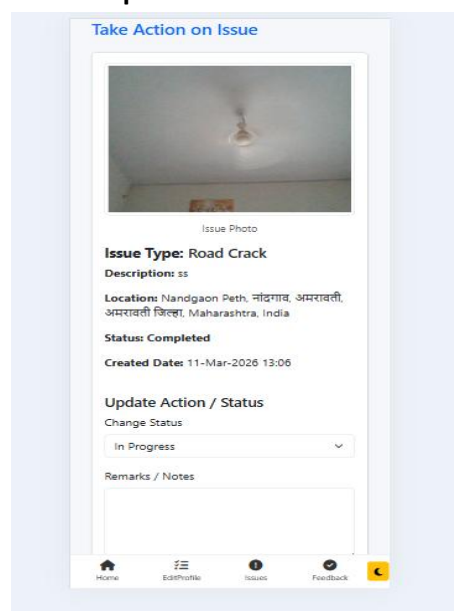 Take Action on Issue
Issue Photo
Issue Type: Road Crack
Description: ss
Location: Nandgaon Peth, नांदगाव, अमरावती,
अमरावती जिल्हा, Maharashtra, India
Status: Completed
Created Date: 11-Mar-2026 13:06
Update Action / Status
Change Status
In Progress
Remarks / Notes
Home EditProfile Issues Feedback